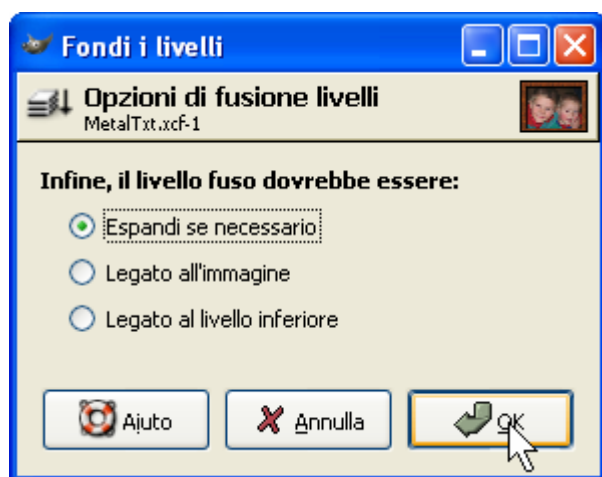 Fondi i livelli
Opzioni di fusione livelli
MetalTxt.xcf-1
Infine, il livello fuso dovrebbe essere:
Espandi se necessario
Legato all'immagine
Legato al livello inferiore
Aiuto
Annulla
OK